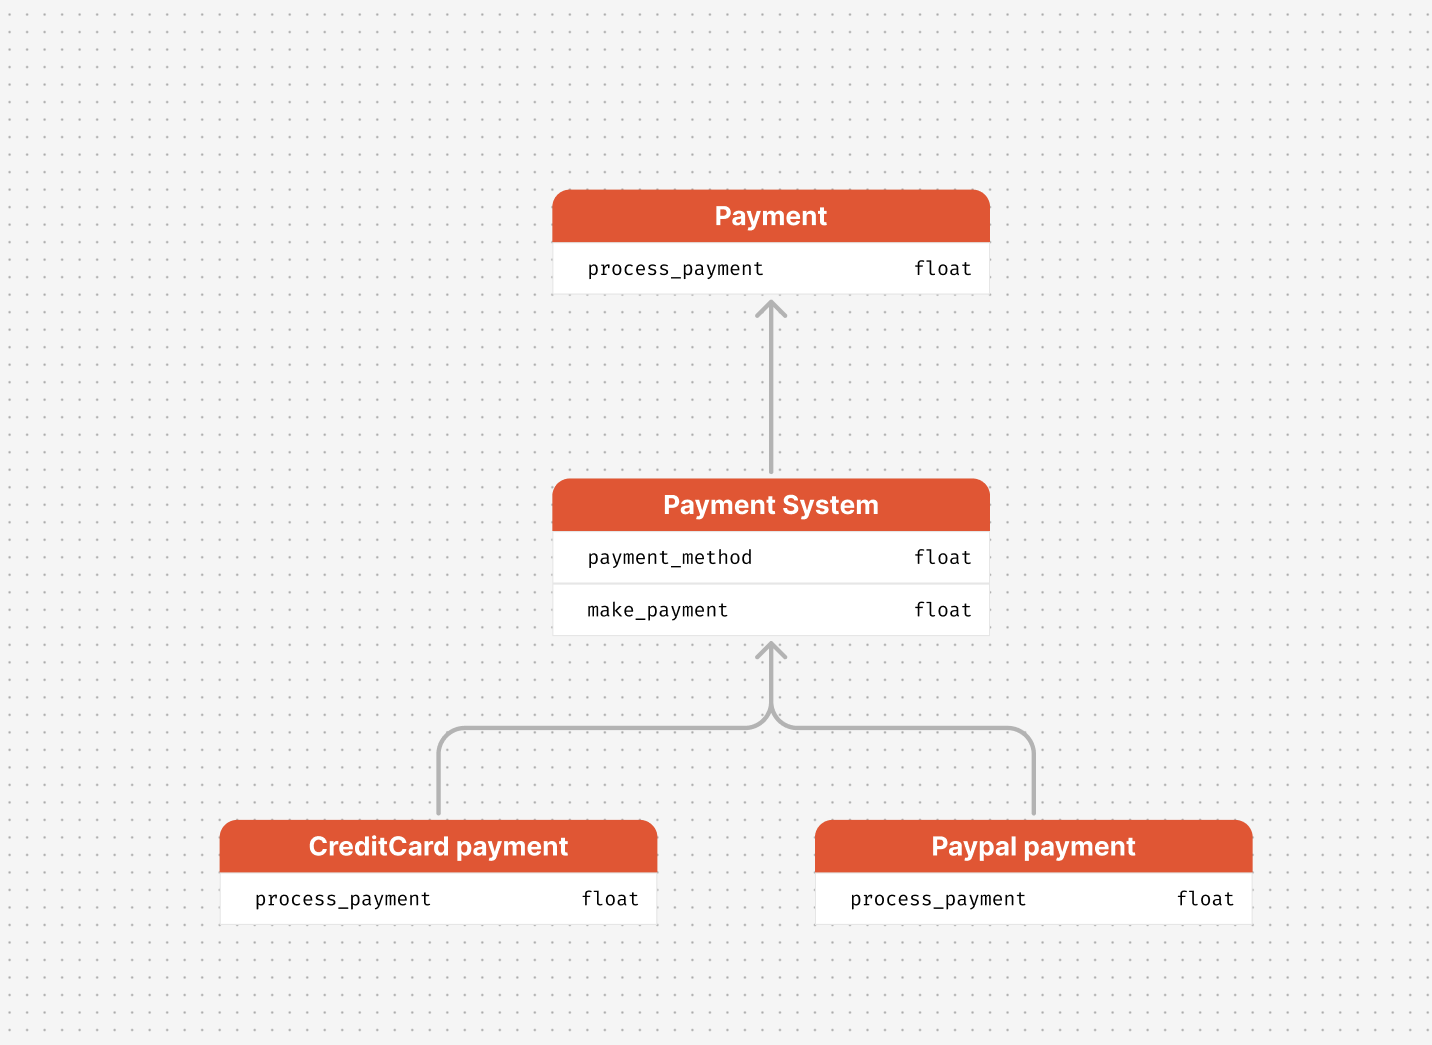 Payment
process_payment float
Payment System
payment_method float
make_payment float
CreditCard payment
process_payment float
Paypal payment
process_payment float